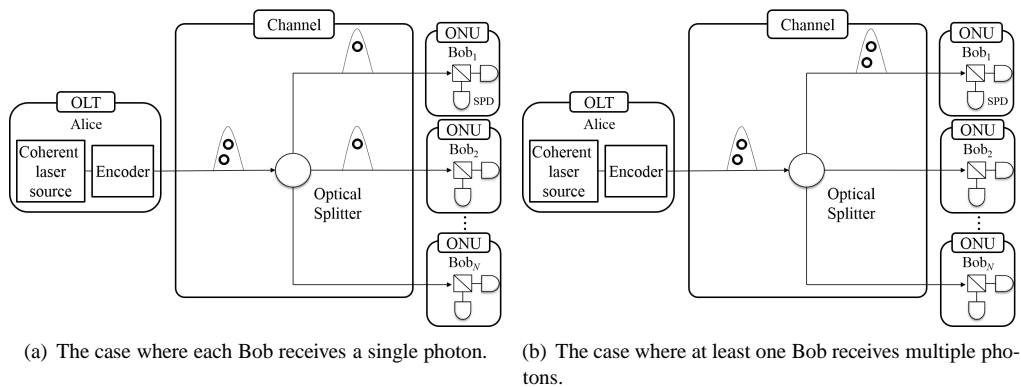 Channel
ONU
Bob1
SPD
OLT
Alice
Coherent
laser
source
Encoder
ONU
Bob2
Optical
Splitter
ONU
BobN
(a) The case where each Bob receives a single photon.
Channel
ONU
Bob1
SPD
OLT
Alice
Coherent
laser
source
Encoder
ONU
Bob2
Optical
Splitter
ONU
BobN
(b) The case where at least one Bob receives multiple pho-
tons.